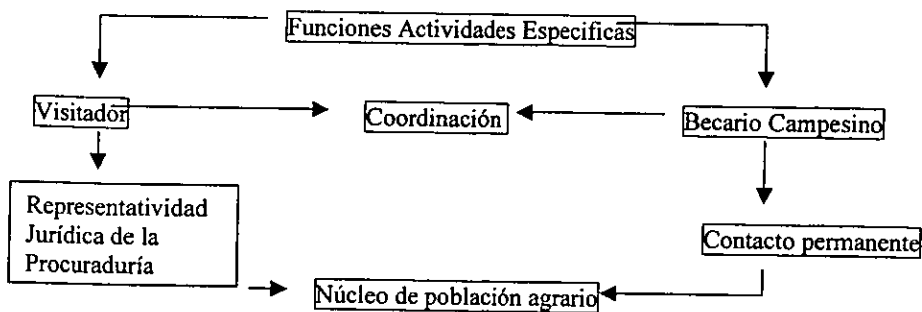 Funciones Actividades Especificas
Visitador
Coordinación
Becario Campesino
Representatividad
Jurídica de la
Procuraduría
Contacto permanente
Núcleo de población agrario